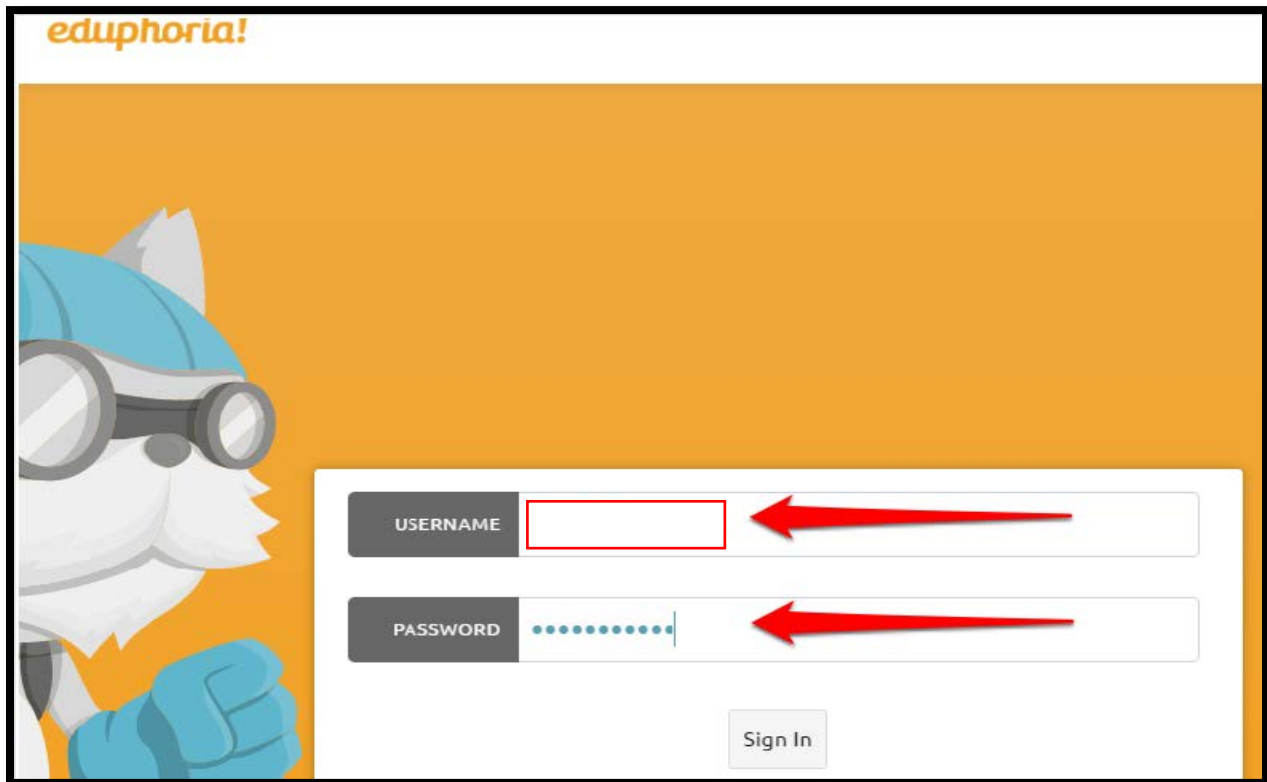 eduphoria!
USERNAME
PASSWORD •••••••••••
Sign In